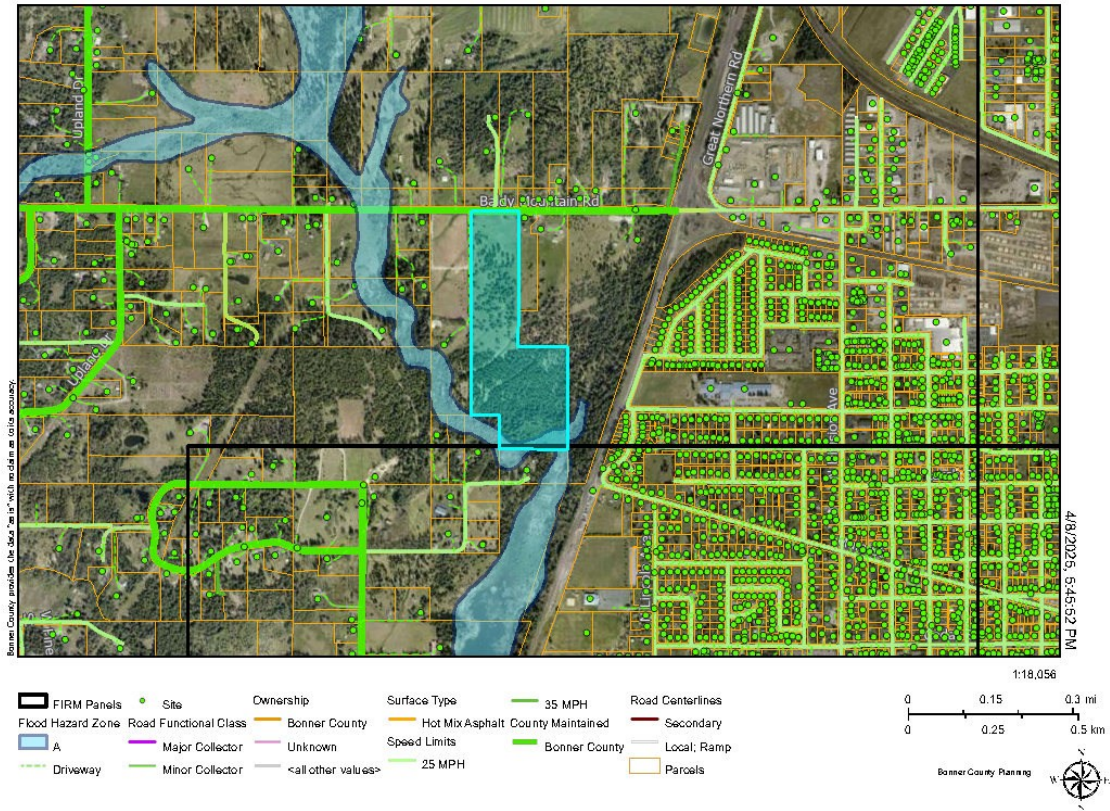 Upland Dr
Great Northern Rd
Baldy Mountain Rd
Upland Dr
Ave
Bonner County provides the data "as is" with no claim as to its accuracy.
4/8/2025, 5:45:52 PM
1:18,056
FIRM Panels
Flood Hazard Zone
A
Driveway
Site
Road Functional Class
Major Collector
Minor Collector
Ownership
Bonner County
Unknown
<all other values>
Surface Type
Hot Mix Asphalt
Speed Limits
25 MPH
35 MPH
County Maintained
Bonner County
Road Centerlines
Secondary
Local; Ramp
Parcels
0 0.15 0.3 mi
0 0.25 0.5 km
Bonner County Planning
N
W E
S